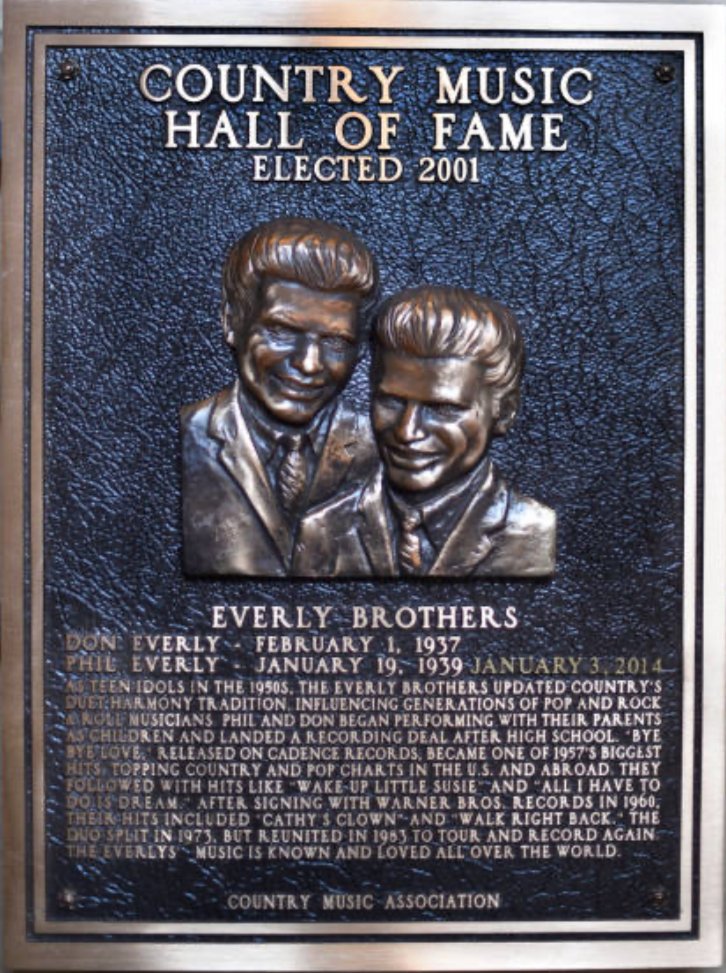 COUNTRY MUSIC
HALL OF FAME
ELECTED 2001
EVERLY BROTHERS
DON EVERLY - FEBRUARY 1, 1937
PHIL EVERLY - JANUARY 19, 1939 JANUARY 3, 2014
AS TEEN IDOLS IN THE 1950S, THE EVERLY BROTHERS UPDATED COUNTRY'S
DUET HARMONY TRADITION, INFLUENCING GENERATIONS OF POP AND ROCK
& ROLL MUSICIANS. PHIL AND DON BEGAN PERFORMING WITH THEIR PARENTS
AS CHILDREN AND LANDED A RECORDING DEAL AFTER HIGH SCHOOL. "BYE
BYE LOVE," RELEASED ON CADENCE RECORDS, BECAME ONE OF 1957'S BIGGEST
HITS, TOPPING COUNTRY AND POP CHARTS IN THE U.S. AND ABROAD. THEY
FOLLOWED WITH HITS LIKE "WAKE UP LITTLE SUSIE" AND "ALL I HAVE TO
DO IS DREAM." AFTER SIGNING WITH WARNER BROS. RECORDS IN 1960,
THEIR HITS INCLUDED "CATHY'S CLOWN" AND "WALK RIGHT BACK." THE
DUO SPLIT IN 1973, BUT REUNITED IN 1983 TO TOUR AND RECORD AGAIN.
THE EVERLYS' MUSIC IS KNOWN AND LOVED ALL OVER THE WORLD.
COUNTRY MUSIC ASSOCIATION